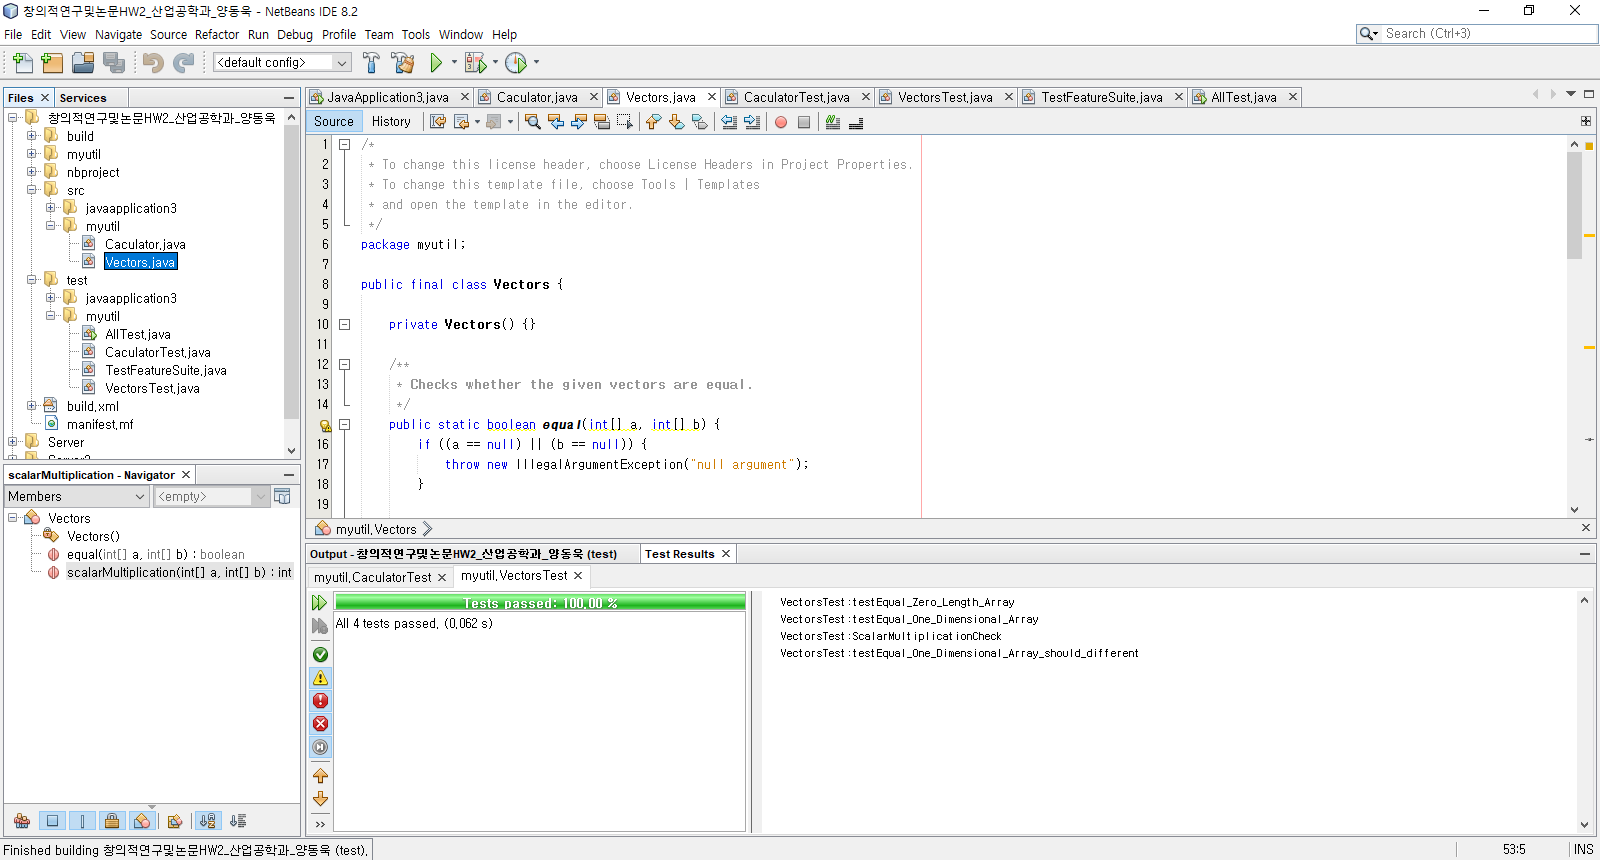 창의적연구및논문HW2_산업공학과_양동욱 - NetBeans IDE 8.2
File Edit View Navigate Source Refactor Run Debug Profile Team Tools Window Help
Search (Ctrl+3)
<default config>
Files Services
창의적연구및논문HW2_산업공학과_양동욱
build
myutil
nbproject
src
javaapplication3
myutil
Caculator.java
Vectors.java
test
javaapplication3
myutil
AllTest.java
CaculatorTest.java
TestFeatureSuite.java
VectorsTest.java
build.xml
manifest.mf
Server
scalarMultiplication - Navigator
Members <empty>
Vectors
Vectors()
equal(int[] a, int[] b) : boolean
scalarMultiplication(int[] a, int[] b) : int
JavaApplication3.java Caculator.java Vectors.java CaculatorTest.java VectorsTest.java TestFeatureSuite.java AllTest.java
Source History
1 /*
2 * To change this license header, choose License Headers in Project Properties.
3 * To change this template file, choose Tools | Templates
4 * and open the template in the editor.
5 */
6 package myutil;
7
8 public final class Vectors {
9
10 private Vectors() {}
11
12 /**
13 * Checks whether the given vectors are equal.
14 */
public static boolean equal(int[] a, int[] b) {
16 if ((a == null) || (b == null)) {
17 throw new IllegalArgumentException("null argument");
18 }
19
myutil.Vectors
Output - 창의적연구및논문HW2_산업공학과_양동욱 (test) Test Results
myutil.CaculatorTest myutil.VectorsTest
Tests passed: 100.00 %
All 4 tests passed. (0.062 s)
VectorsTest:testEqual_Zero_Length_Array
VectorsTest:testEqual_One_Dimensional_Array
VectorsTest:ScalarMultiplicationCheck
VectorsTest:testEqual_One_Dimensional_Array_should_different
Finished building 창의적연구및논문HW2_산업공학과_양동욱 (test).
53:5 INS